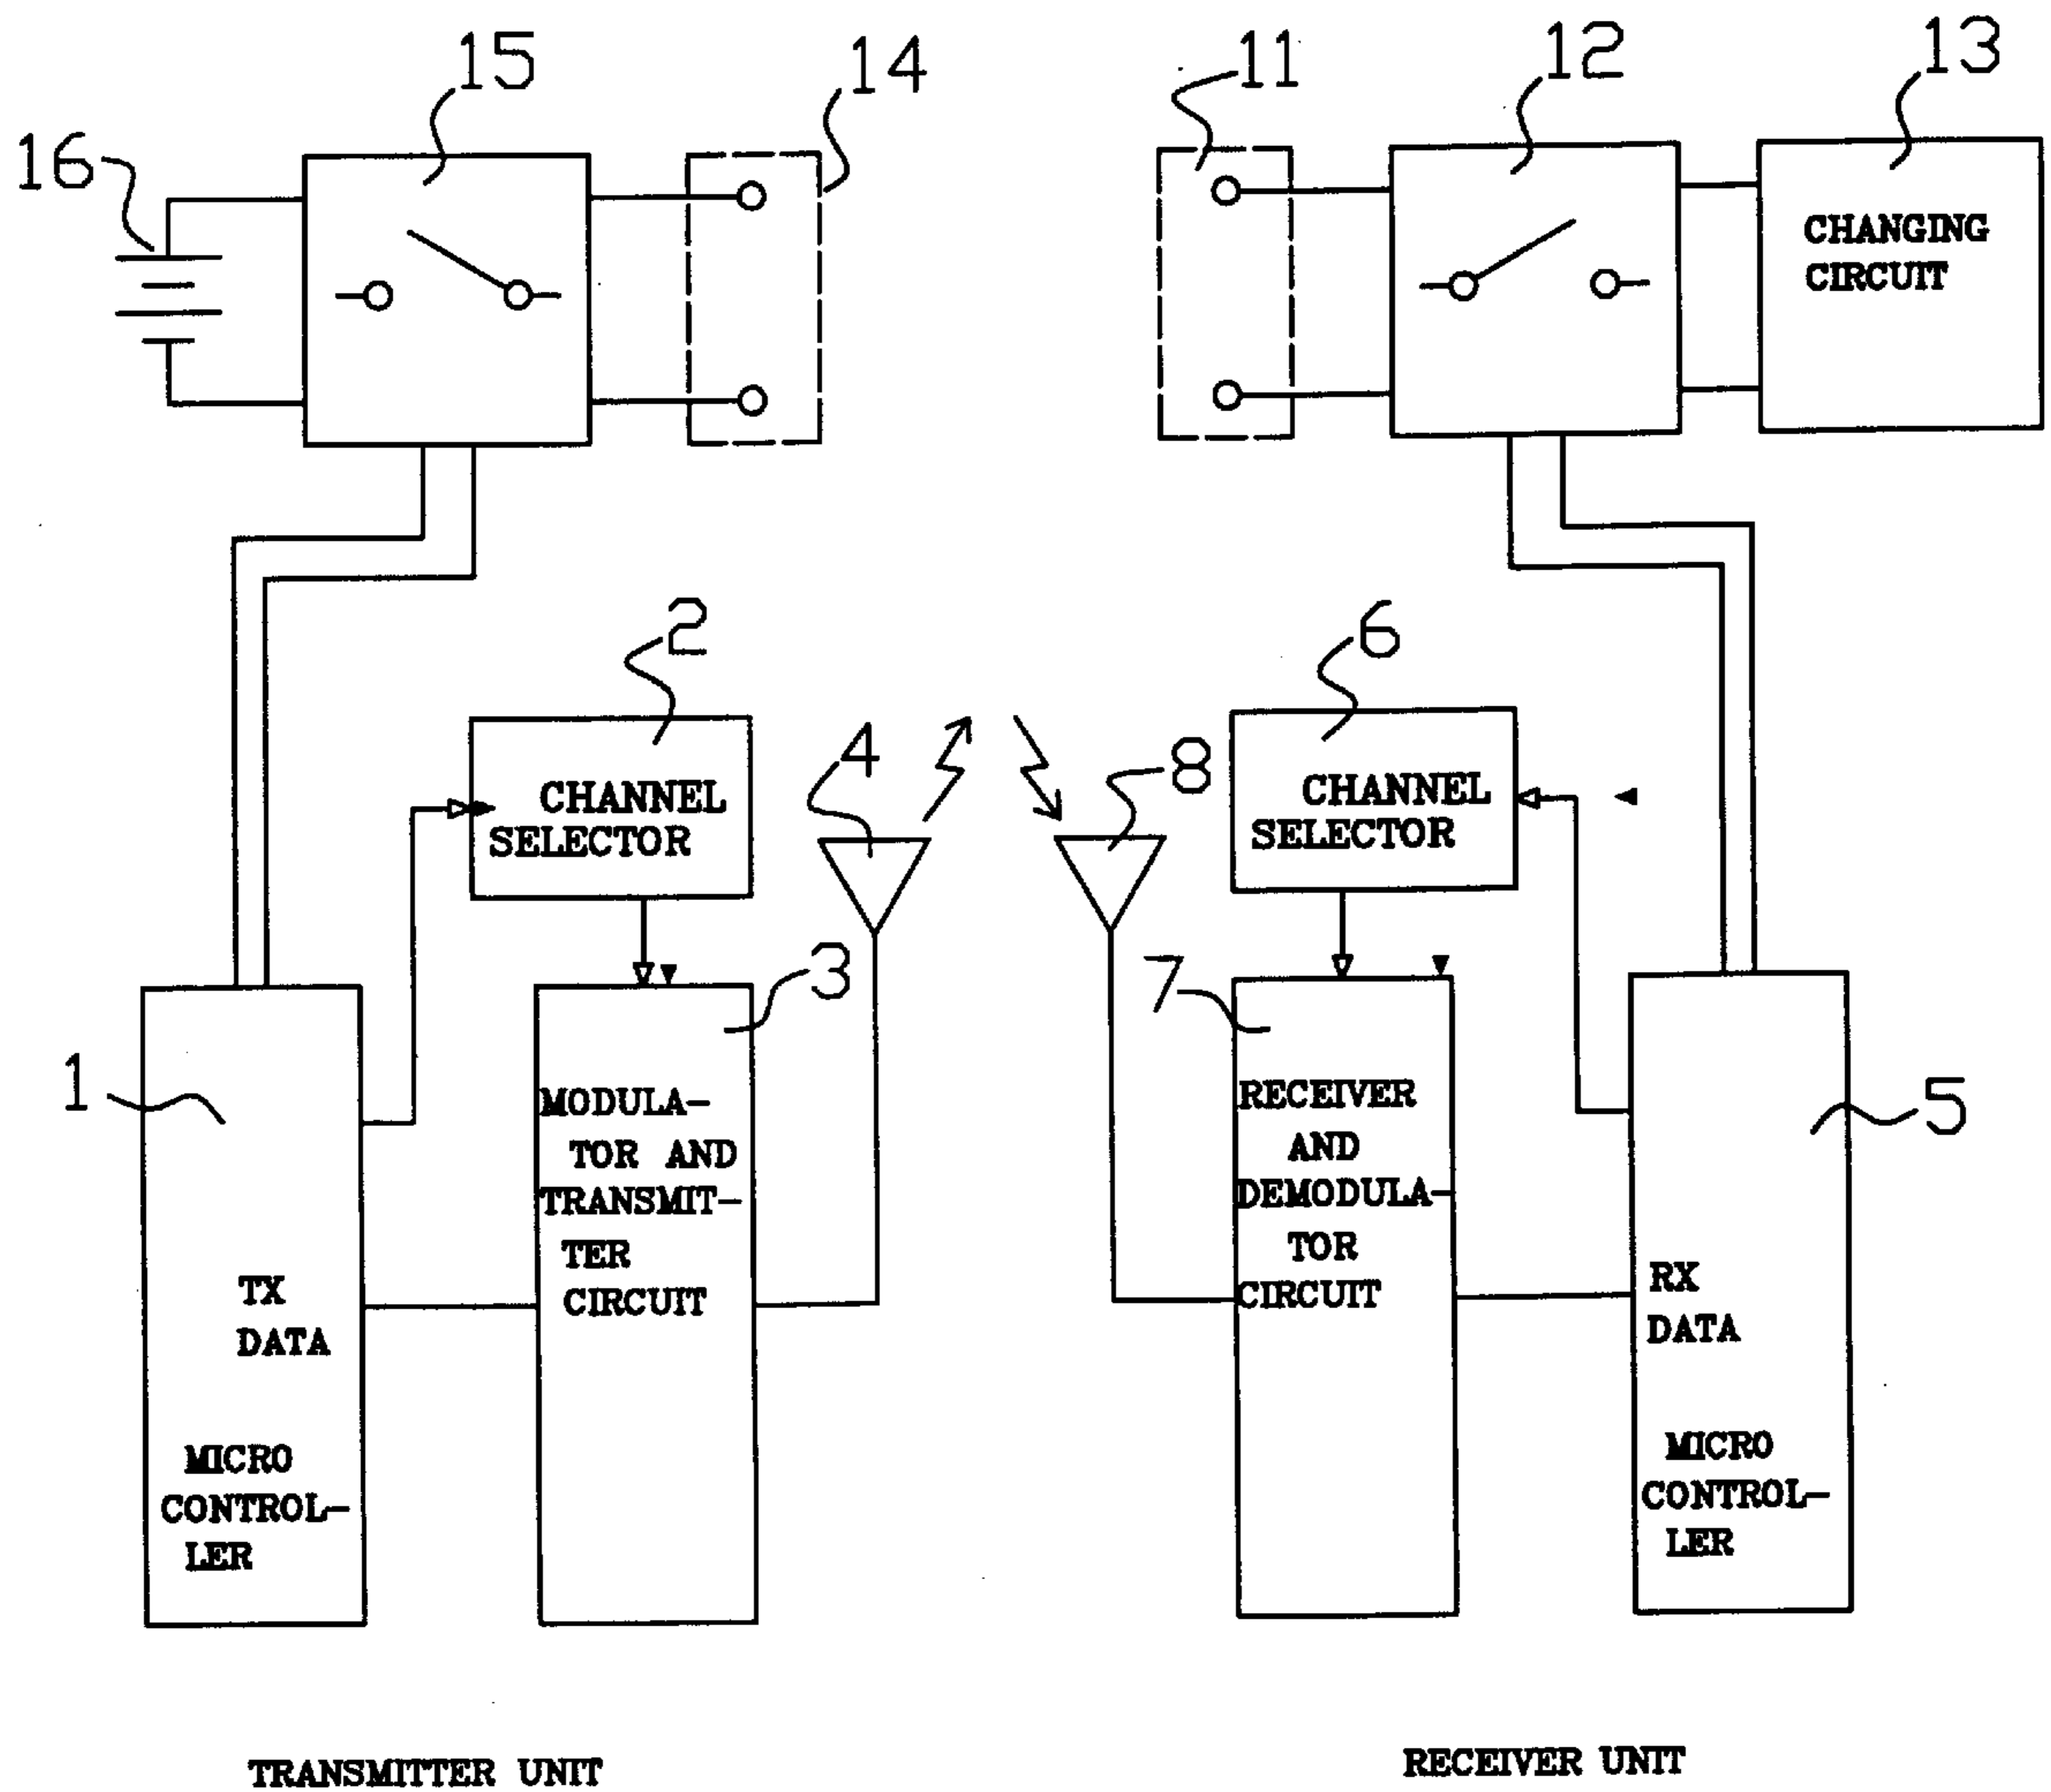 15
14
11
12
13
16
CHANGING
CIRCUIT
2
6
4
8
CHANNEL
SELECTOR
CHANNEL
SELECTOR
3
7
1
5
MODULA-
TOR AND
TRANSMIT-
TER
CIRCUIT
RECEIVER
AND
DEMODULA-
TOR
CIRCUIT
TX
DATA
RX
DATA
MICRO
CONTROL-
LER
MICRO
CONTROL-
LER
TRANSMITTER UNIT
RECEIVER UNIT